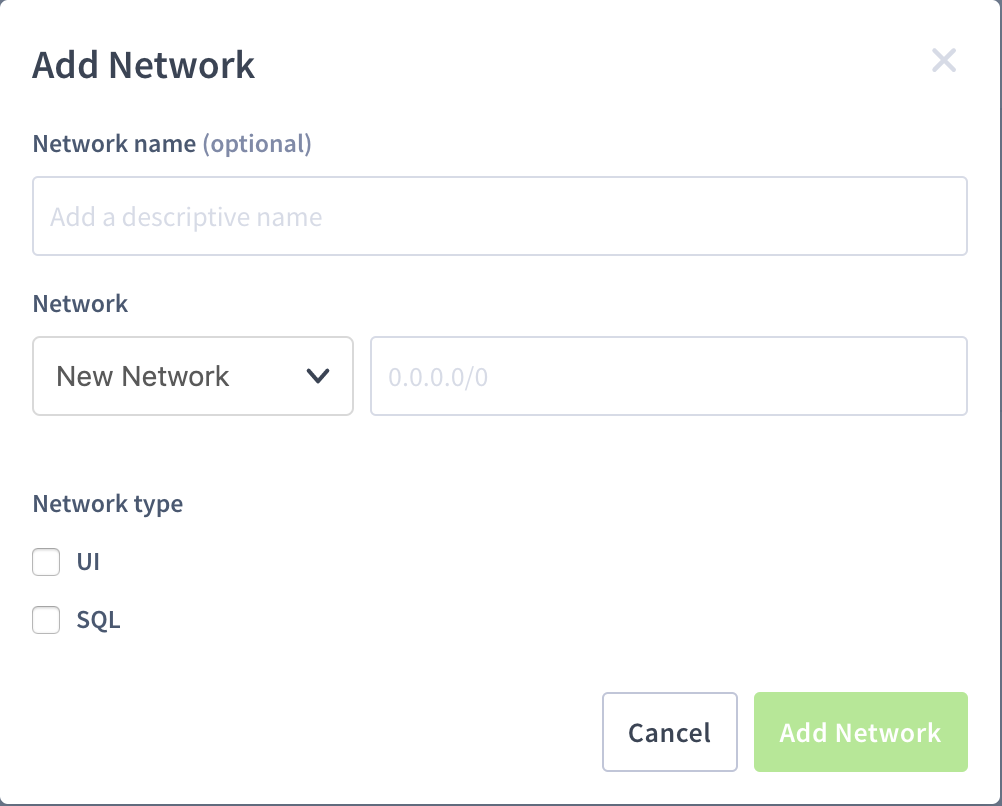 Add Network
Network name (optional)
Add a descriptive name
Network
New Network
0.0.0.0/0
Network type
UI
SQL
Cancel
Add Network